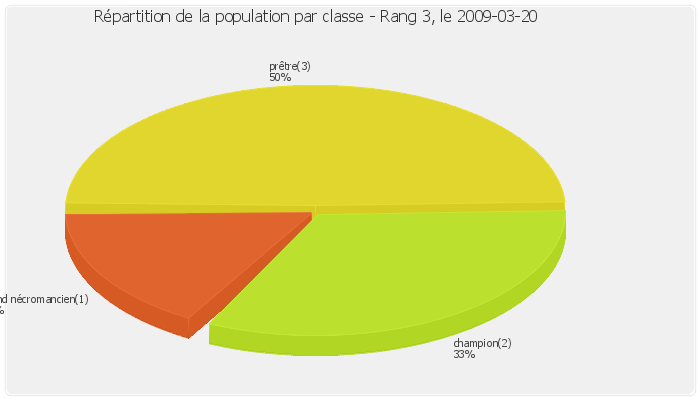 Répartition de la population par classe - Rang 3, le 2009-03-20
prêtre(3)
50%
nécromancien(1)
%
champion(2)
33%